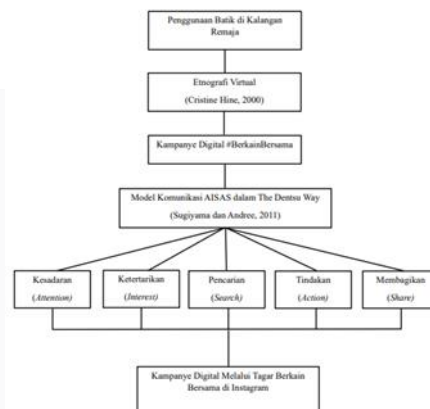 Penggunaan Batik di Kalangan
Remaja
Etnografi Virtual
(Cristine Hine, 2000)
Kampanye Digital #BerkainBersama
Model Komunikasi AISAS dalam The Dentsu Way
(Sugiyama dan Andree, 2011)
Kesadaran
(Attention)
Ketertarikan
(Interest)
Pencarian
(Search)
Tindakan
(Action)
Membagikan
(Share)
Kampanye Digital Melalui Tagar Berkain
Bersama di Instagram